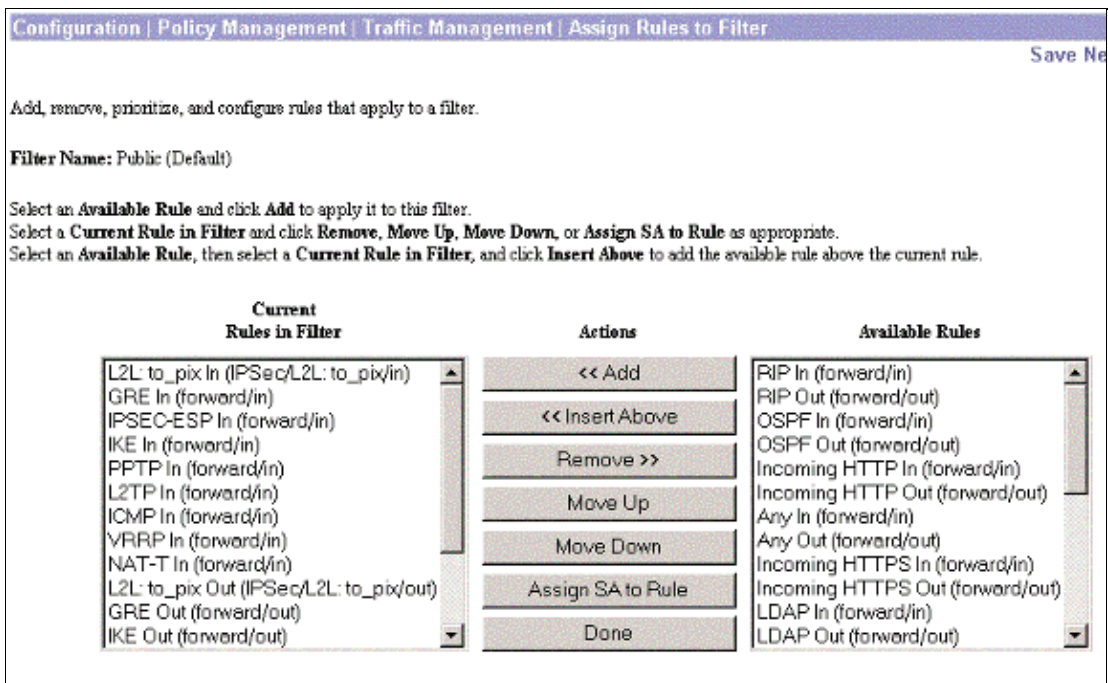 Configuration | Policy Management | Traffic Management | Assign Rules to Filter
Save Ne
Add, remove, prioritize, and configure rules that apply to a filter.
Filter Name: Public (Default)
Select an Available Rule and click Add to apply it to this filter.
Select a Current Rule in Filter and click Remove, Move Up, Move Down, or Assign SA to Rule as appropriate.
Select an Available Rule, then select a Current Rule in Filter, and click Insert Above to add the available rule above the current rule.
Current
Rules in Filter
L2L: to_pix In (IPSec/L2L: to_pix/in)
GRE In (forward/in)
IPSEC-ESP In (forward/in)
IKE In (forward/in)
PPTP In (forward/in)
L2TP In (forward/in)
ICMP In (forward/in)
VRRP In (forward/in)
NAT-T In (forward/in)
L2L: to_pix Out (IPSec/L2L: to_pix/out)
GRE Out (forward/out)
IKE Out (forward/out)
Actions
<< Add
<< Insert Above
Remove >>
Move Up
Move Down
Assign SA to Rule
Done
Available Rules
RIP In (forward/in)
RIP Out (forward/out)
OSPF In (forward/in)
OSPF Out (forward/out)
Incoming HTTP In (forward/in)
Incoming HTTP Out (forward/out)
Any In (forward/in)
Any Out (forward/out)
Incoming HTTPS In (forward/in)
Incoming HTTPS Out (forward/out)
LDAP In (forward/in)
LDAP Out (forward/out)